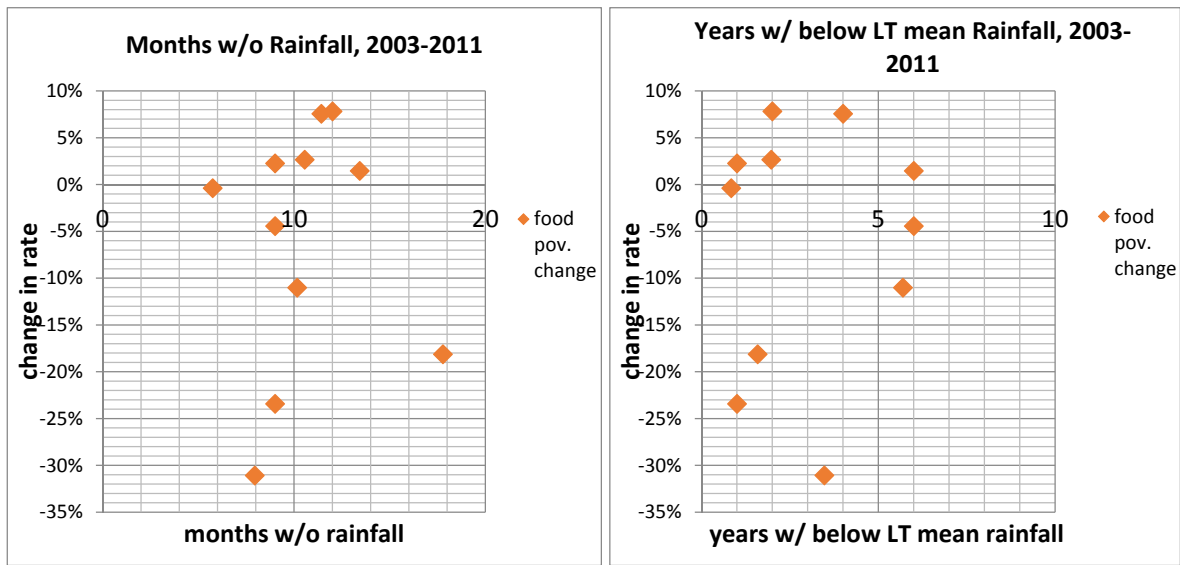 Months w/o Rainfall, 2003-2011
10%
5%
0%
-5%
-10%
-15%
-20%
-25%
-30%
-35%
0
10
20
change in rate
months w/o rainfall
food
pov.
change
Years w/ below LT mean Rainfall, 2003-
2011
10%
5%
0%
-5%
-10%
-15%
-20%
-25%
-30%
-35%
0
5
10
change in rate
years w/ below LT mean rainfall
food
pov.
change